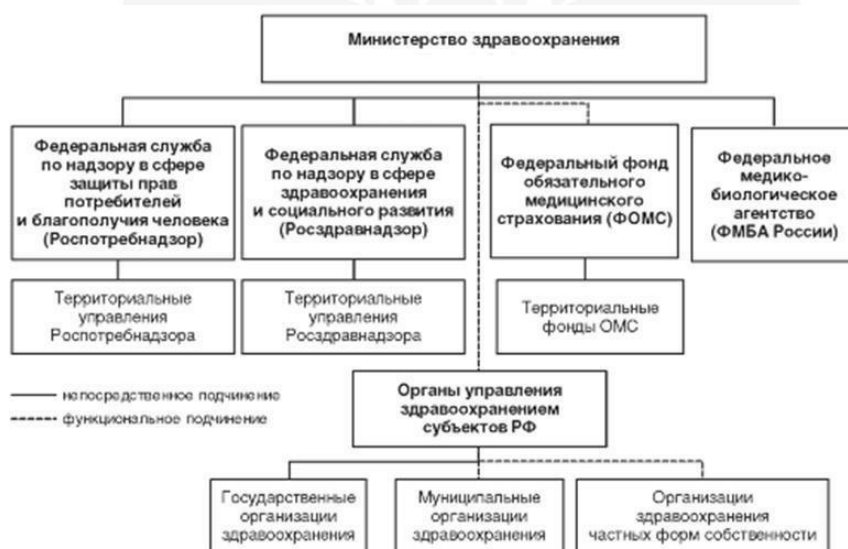 Министерство здравоохранения
Федеральная служба
по надзору в сфере
защиты прав
потребителей
и благополучия человека
(Роспотребнадзор)
Федеральная служба
по надзору в сфере
здравоохранения
и социального развития
(Росздравнадзор)
Федеральный фонд
обязательного
медицинского
страхования (ФОМС)
Федеральное
медико-
биологическое
агентство
(ФМБА России)
Территориальные
управления
Роспотребнадзора
Территориальные
управления
Росздравнадзора
Территориальные
фонды ОМС
непосредственное подчинение
функциональное подчинение
Органы управления
здравоохранением
субъектов РФ
Государственные
организации
здравоохранения
Муниципальные
организации
здравоохранения
Организации
здравоохранения
частных форм собственности